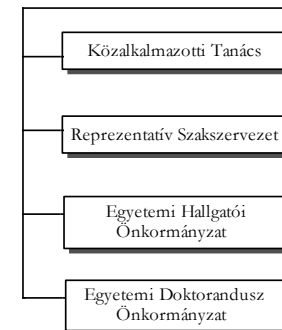 Közalkalmazotti Tanács
Reprezentatív Szakszervezet
Egyetemi Hallgatói
Önkormányzat
Egyetemi Doktorandusz
Önkormányzat